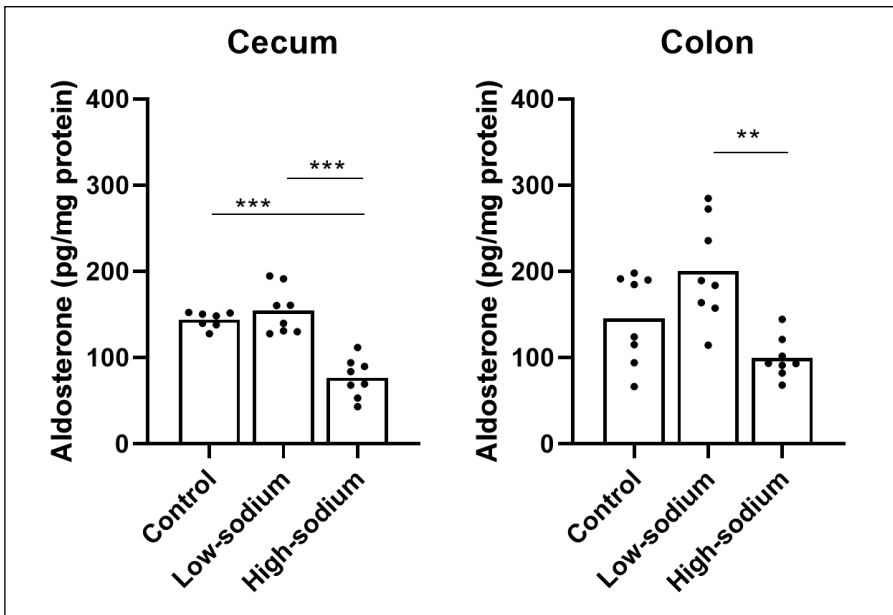 Cecum
Aldosterone (pg/mg protein)
400
300
200
100
0
***
***
Control
Low-sodium
High-sodium
Colon
Aldosterone (pg/mg protein)
400
300
200
100
0
**
Control
Low-sodium
High-sodium